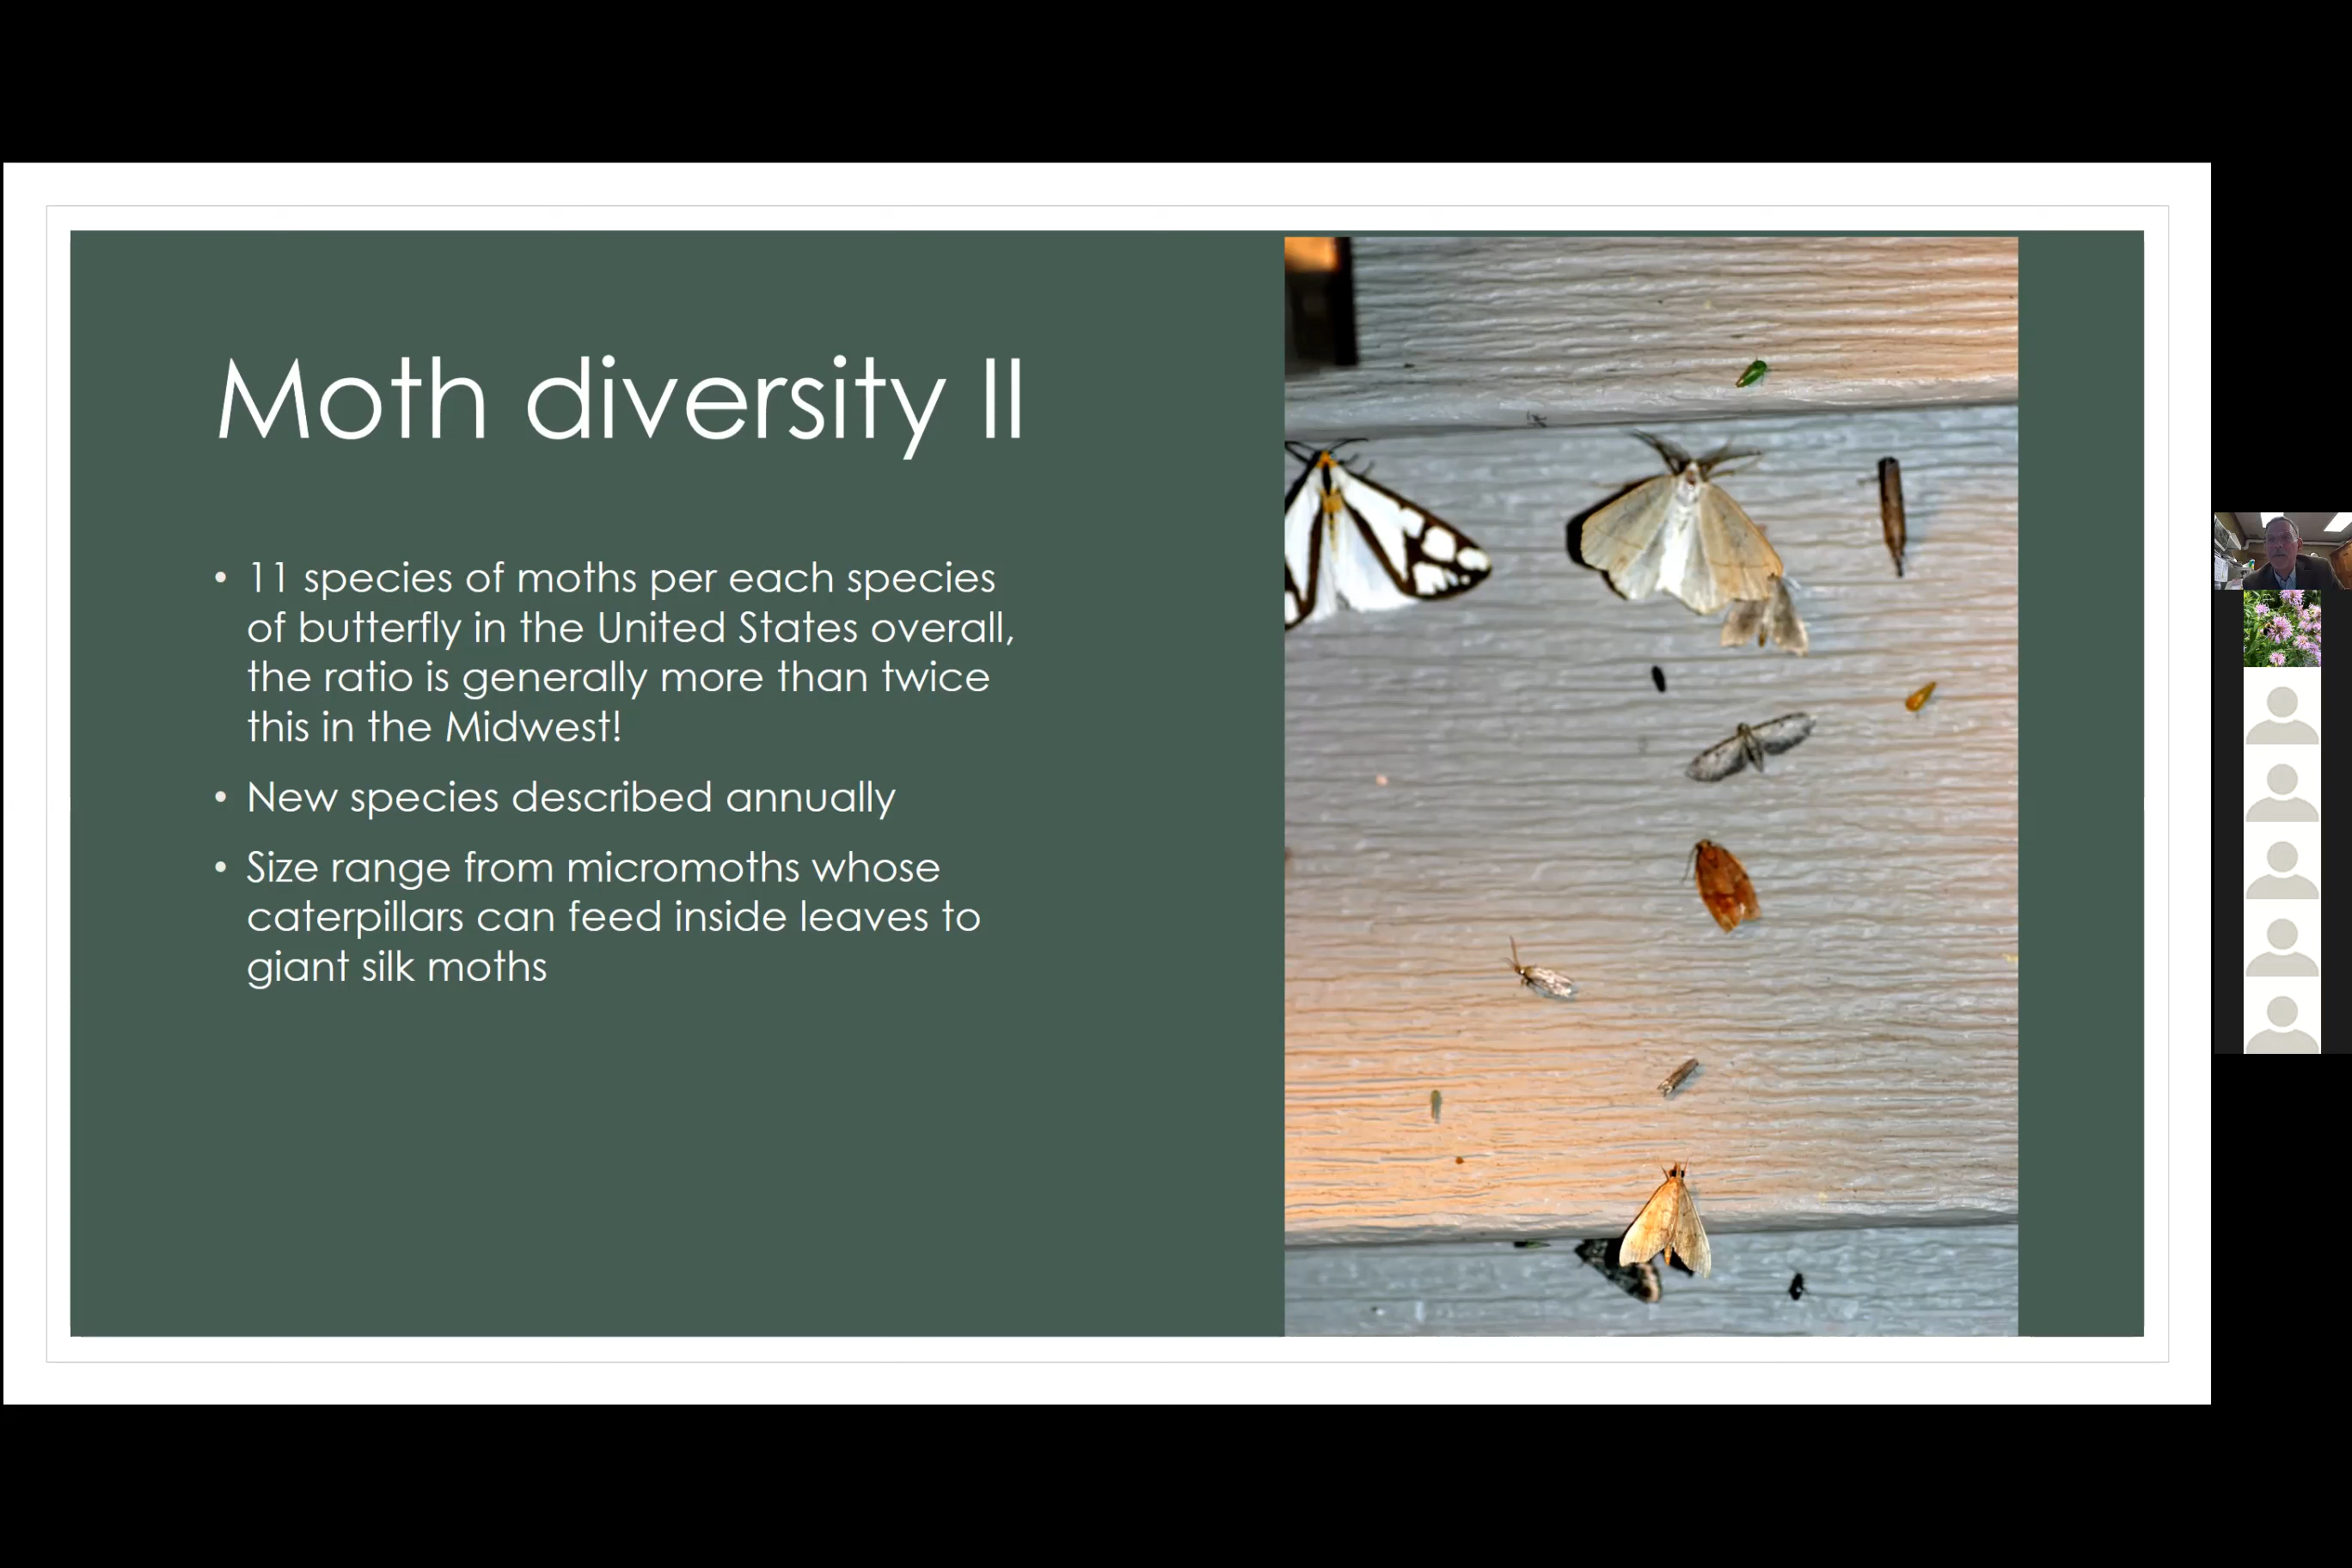 Moth diversity II
• 11 species of moths per each species
of butterfly in the United States overall,
the ratio is generally more than twice
this in the Midwest!
• New species described annually
• Size range from micromoths whose
caterpillars can feed inside leaves to
giant silk moths